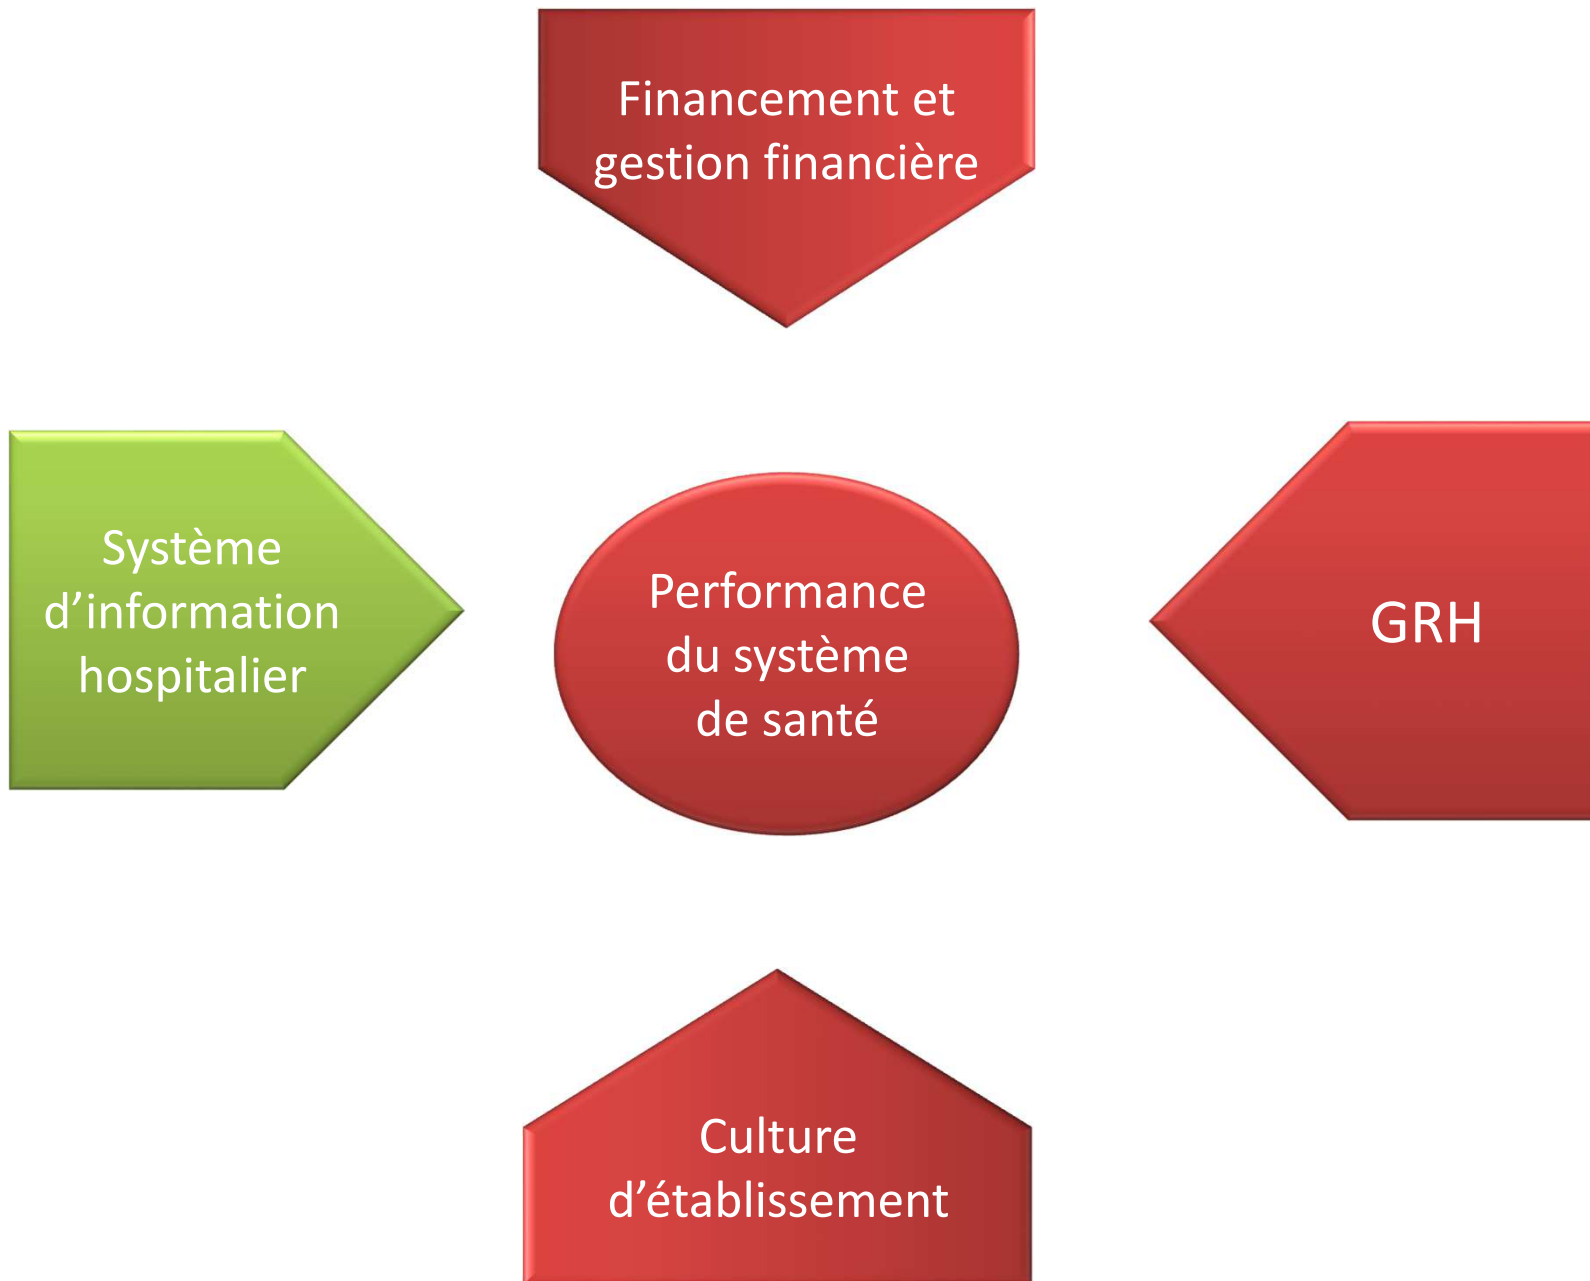 Financement et
gestion financière
Système
d’information
hospitalier
Performance
du système
de santé
GRH
Culture
d’établissement